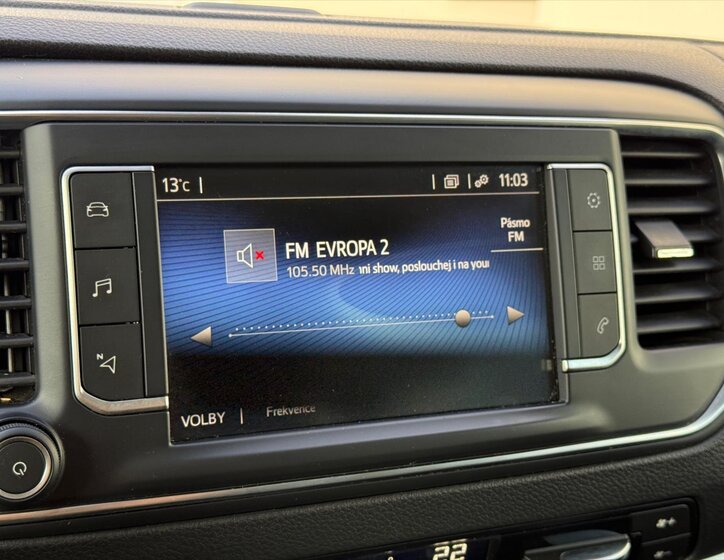 13°C
11:03
Pásmo
FM
FM EVROPA 2
105.50 MHz ıni show, poslouchej i na you
N
VOLBY
Frekvence
22